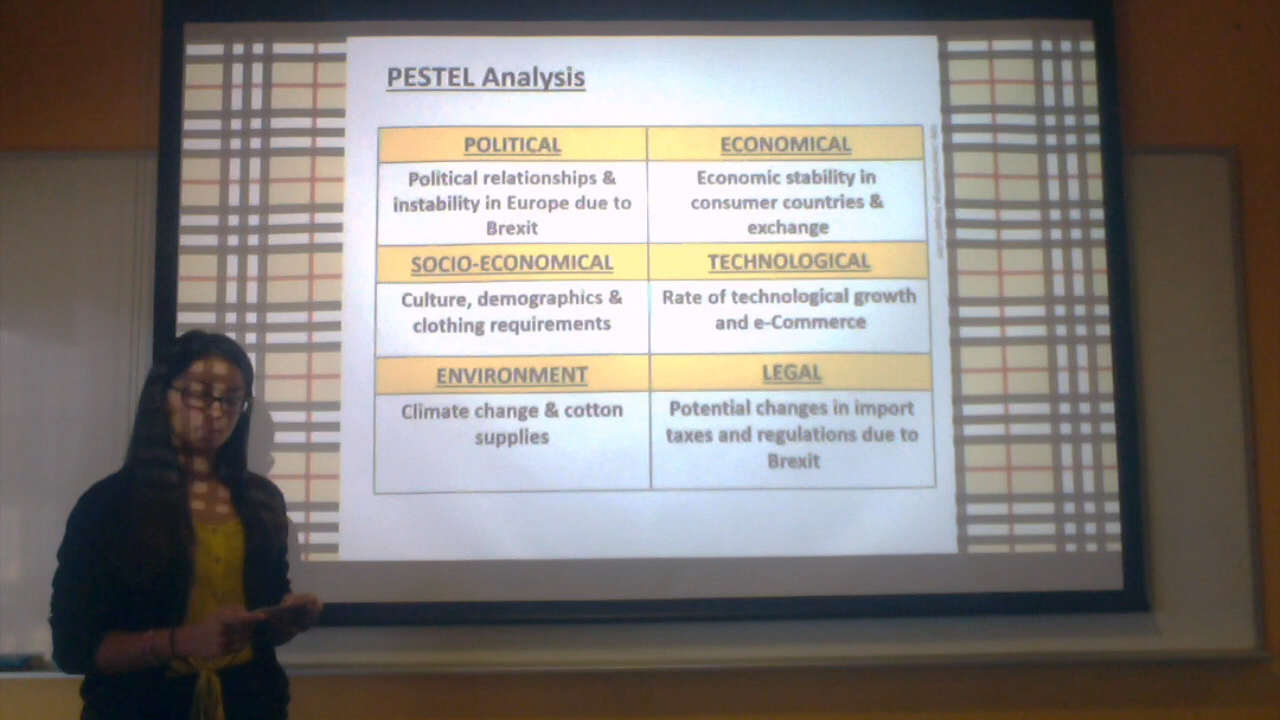 PESTEL Analysis
POLITICAL
Political relationships &
instability in Europe due to
Brexit
ECONOMICAL
Economic stability in
consumer countries &
exchange
SOCIO-ECONOMICAL
Culture, demographics &
clothing requirements
TECHNOLOGICAL
Rate of technological growth
and e-Commerce
ENVIRONMENT
Climate change & cotton
supplies
LEGAL
Potential changes in import
taxes and regulations due to
Brexit